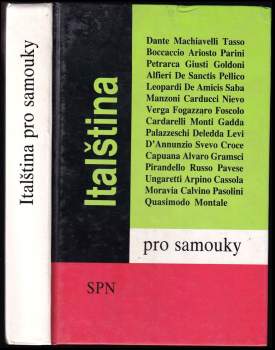 Italština pro samouky
Italština
Dante Machiavelli Tasso
Boccaccio Ariosto Parini
Petrarca Giusti Goldoni
Alfieri De Sanctis Pellico
Leopardi De Amicis Saba
Manzoni Carducci Nievo
Verga Fogazzaro Foscolo
Cardarelli Monti Gadda
Palazzeschi Deledda Levi
D'Annunzio Svevo Croce
Capuana Alvaro Gramsci
Pirandello Russo Pavese
Ungaretti Arpino Cassola
Moravia Calvino Pasolini
Quasimodo Montale
pro samouky
SPN